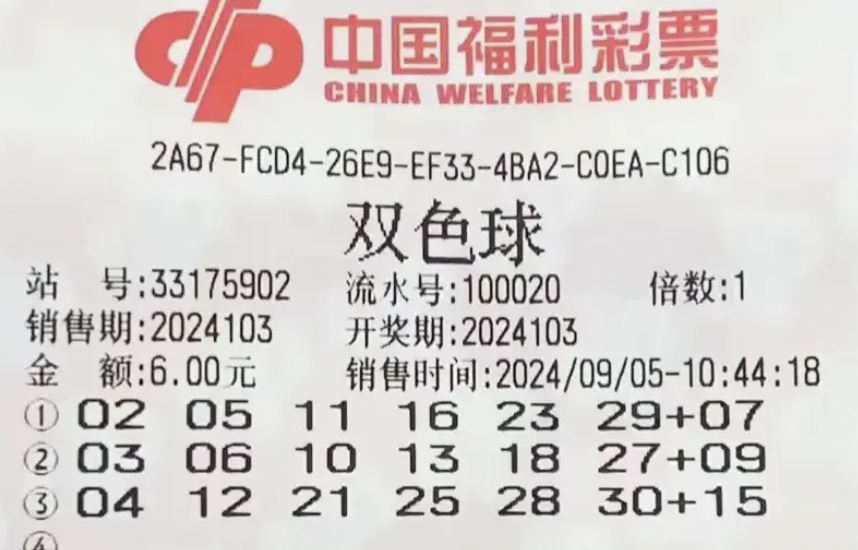 中国福利彩票
CHINA WELFARE LOTTERY
2A67-FCD4-26E9-EF33-4BA2-C0EA-C106
双色球
站 号:33175902 流水号:100020 倍数:1
销售期:2024103 开奖期:2024103
金 额:6.00元 销售时间:2024/09/05-10:44:18
① 02 05 11 16 23 29+07
② 03 06 10 13 18 27+09
③ 04 12 21 25 28 30+15
④